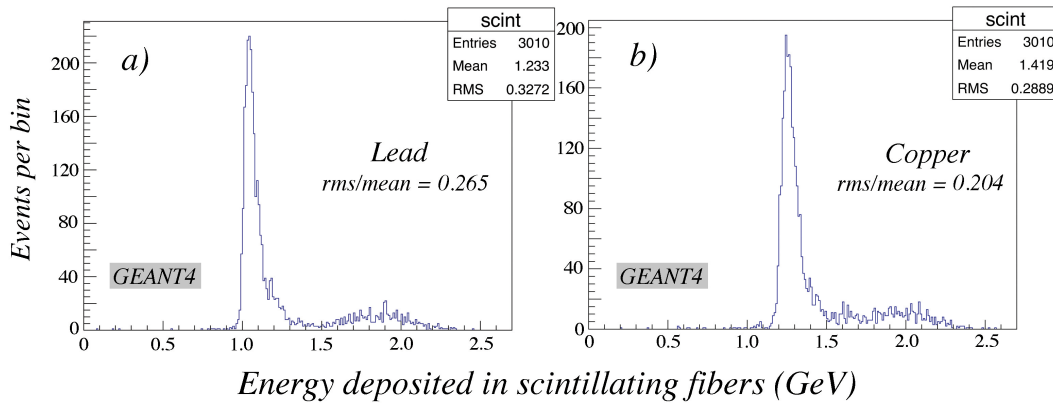 a)
scint
Entries 3010
Mean 1.233
RMS 0.3272
Lead
rms/mean = 0.265
GEANT4
Events per bin
200
160
120
80
40
0
0 0.5 1.0 1.5 2.0 2.5
b)
scint
Entries 3010
Mean 1.419
RMS 0.2889
Copper
rms/mean = 0.204
GEANT4
200
160
120
80
40
0
0 0.5 1.0 1.5 2.0 2.5
Energy deposited in scintillating fibers (GeV)